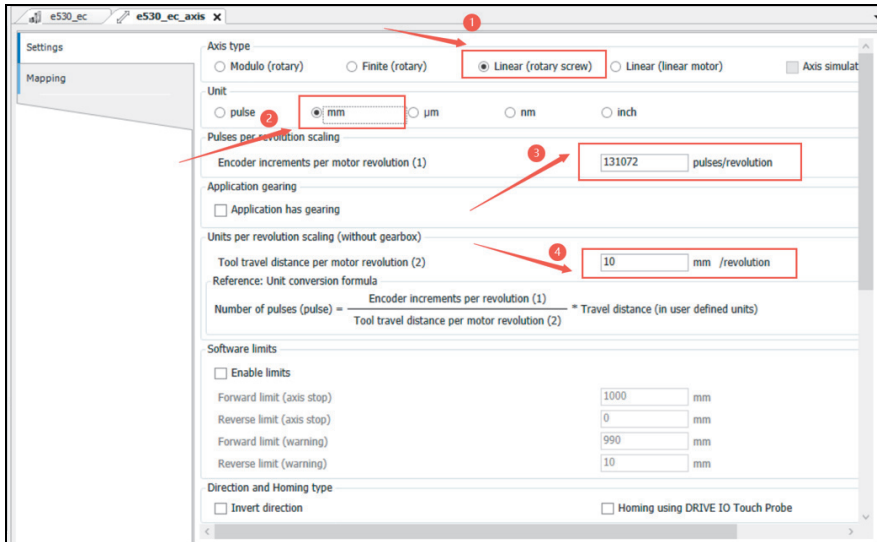 e530_ec e530_ec_axis X
1
Settings
Mapping
Axis type
Modulo (rotary) Finite (rotary) Linear (rotary screw) Linear (linear motor) Axis simulat
Unit
pulse mm µm nm inch
2
Pulses per revolution scaling
3
Encoder increments per motor revolution (1) 131072 pulses/revolution
Application gearing
Application has gearing
Units per revolution scaling (without gearbox)
4
Tool travel distance per motor revolution (2) 10 mm /revolution
Reference: Unit conversion formula
Number of pulses (pulse) = Encoder increments per revolution (1) * Travel distance (in user defined units)
Tool travel distance per motor revolution (2)
Software limits
Enable limits
Forward limit (axis stop) 1000 mm
Reverse limit (axis stop) 0 mm
Forward limit (warning) 990 mm
Reverse limit (warning) 10 mm
Direction and Homing type
Invert direction Homing using DRIVE IO Touch Probe